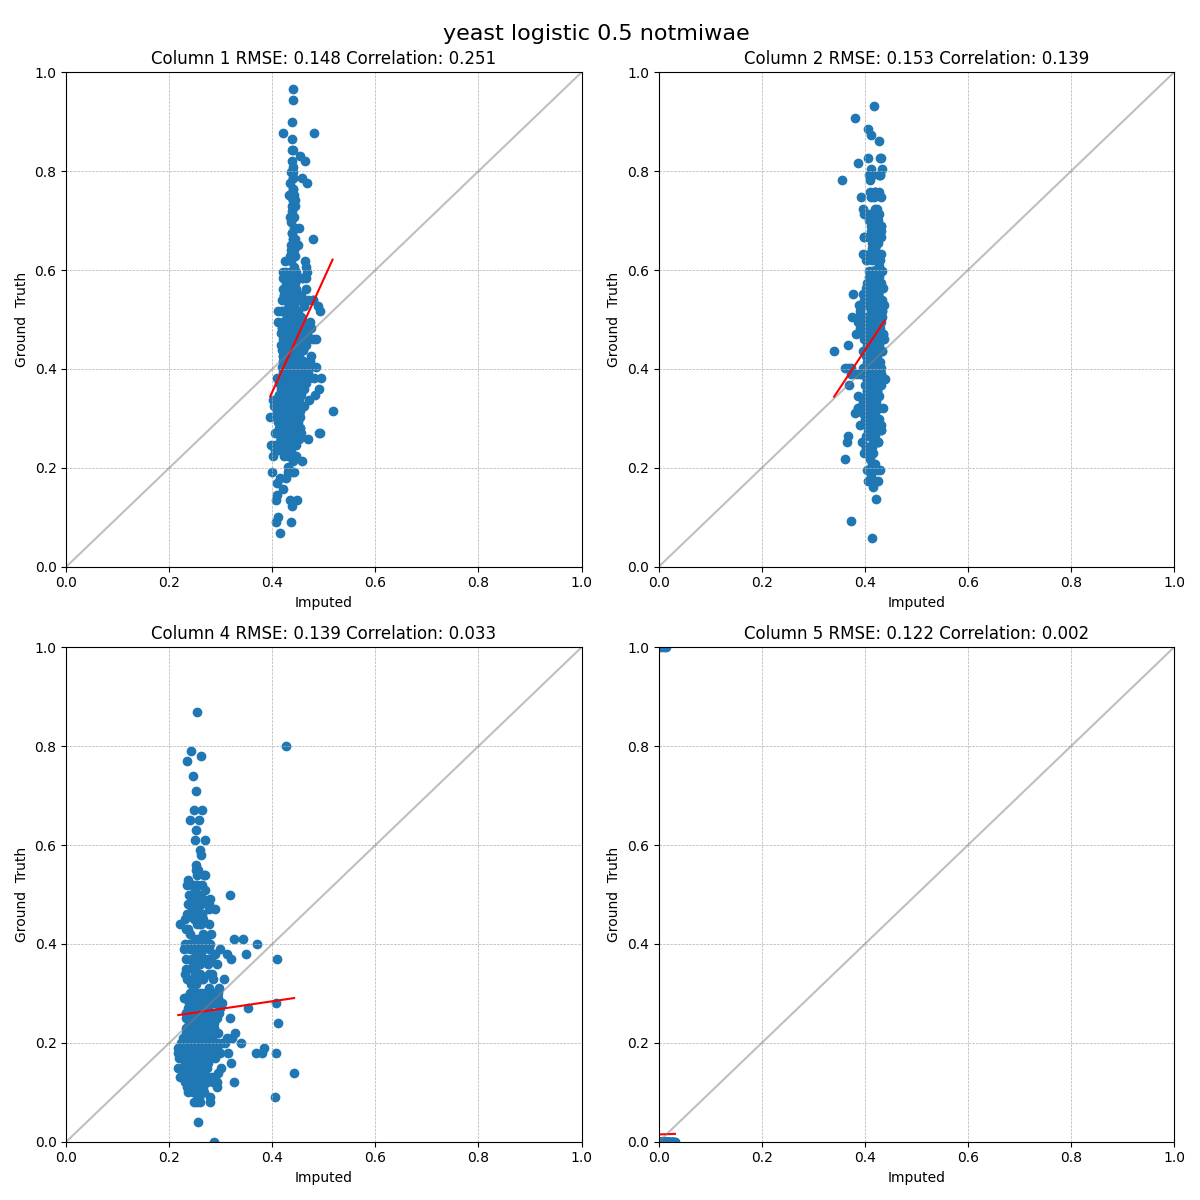 yeast logistic 0.5 notmiwae
Column 1 RMSE: 0.148 Correlation: 0.251
Column 2 RMSE: 0.153 Correlation: 0.139
1.0
0.8
0.6
0.4
0.2
0.0
Ground Truth
0.0 0.2 0.4 0.6 0.8 1.0
Imputed
1.0
0.8
0.6
0.4
0.2
0.0
Ground Truth
0.0 0.2 0.4 0.6 0.8 1.0
Imputed
Column 4 RMSE: 0.139 Correlation: 0.033
Column 5 RMSE: 0.122 Correlation: 0.002
1.0
0.8
0.6
0.4
0.2
0.0
Ground Truth
0.0 0.2 0.4 0.6 0.8 1.0
Imputed
1.0
0.8
0.6
0.4
0.2
0.0
Ground Truth
0.0 0.2 0.4 0.6 0.8 1.0
Imputed